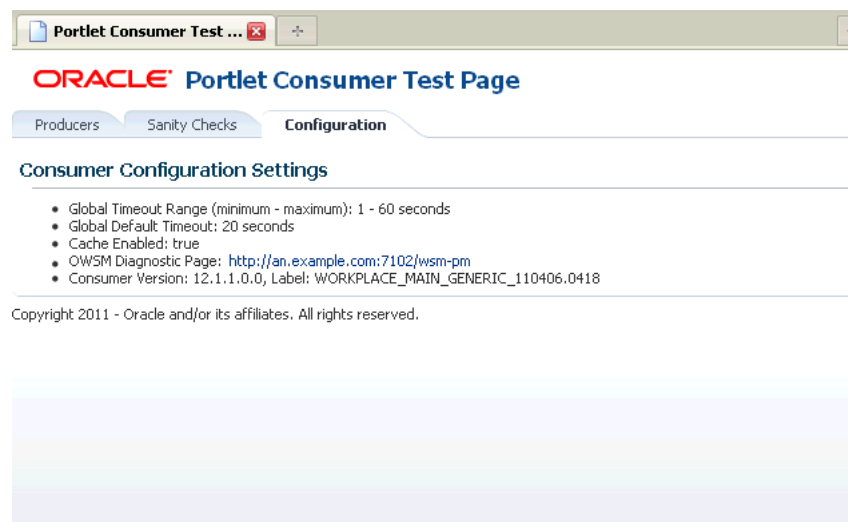 Portlet Consumer Test ...
ORACLE Portlet Consumer Test Page
Producers Sanity Checks Configuration
Consumer Configuration Settings
• Global Timeout Range (minimum - maximum): 1 - 60 seconds
• Global Default Timeout: 20 seconds
• Cache Enabled: true
• OWSM Diagnostic Page: http://an.example.com:7102/wsm-pm
• Consumer Version: 12.1.1.0.0, Label: WORKPLACE_MAIN_GENERIC_110406.0418
Copyright 2011 - Oracle and/or its affiliates. All rights reserved.